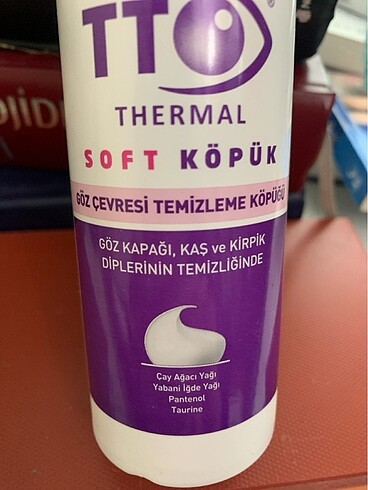 TTO®
THERMAL
SOFT KÖPÜK
GÖZ ÇEVRESİ TEMİZLEME KÖPÜĞÜ
GÖZ KAPAĞI, KAŞ ve KİRPİK
DİPLERİNİN TEMİZLİĞİNDE
Çay Ağacı Yağı
Yabani İğde Yağı
Pantenol
Taurine